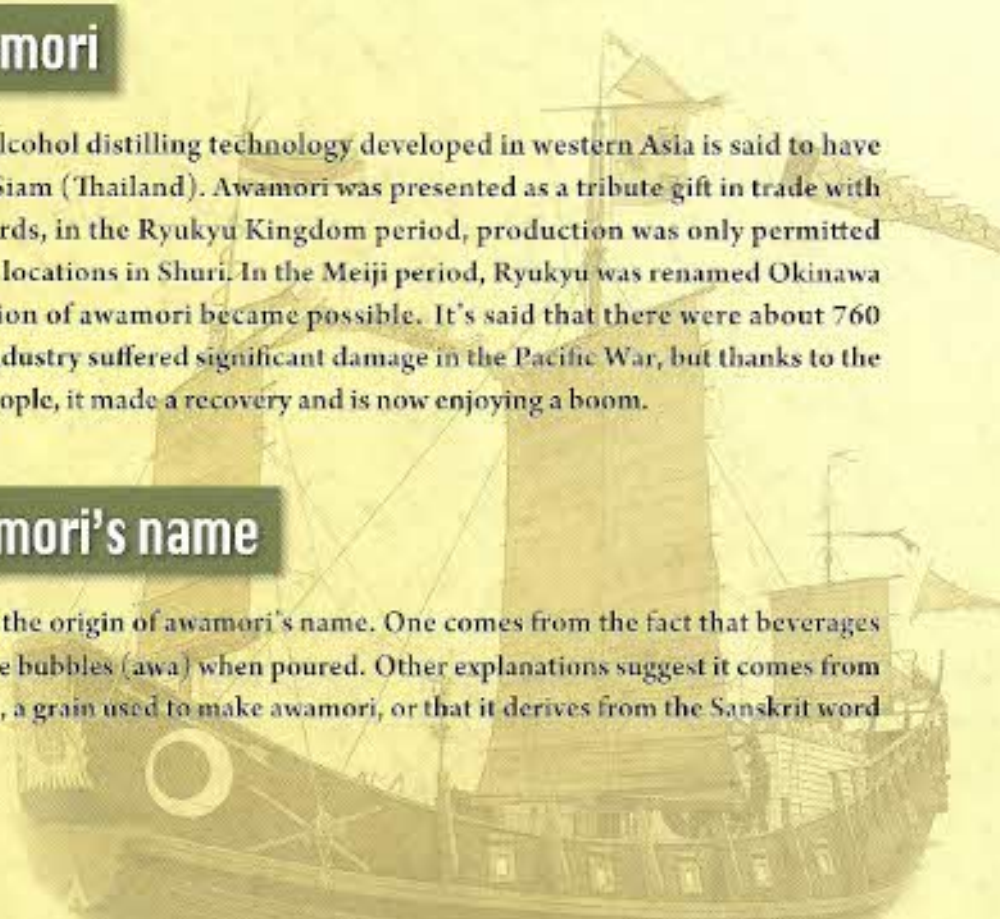 mori
lcohol distilling technology developed in western Asia is said to have
Siam (Thailand). Awamori was presented as a tribute gift in trade with
rds, in the Ryukyu Kingdom period, production was only permitted
locations in Shuri. In the Meiji period, Ryukyu was renamed Okinawa
ion of awamori became possible. It's said that there were about 760
dustry suffered significant damage in the Pacific War, but thanks to the
ople, it made a recovery and is now enjoying a boom.
mori's name
the origin of awamori's name. One comes from the fact that beverages
e bubbles (awa) when poured. Other explanations suggest it comes from
, a grain used to make awamori, or that it derives from the Sanskrit word